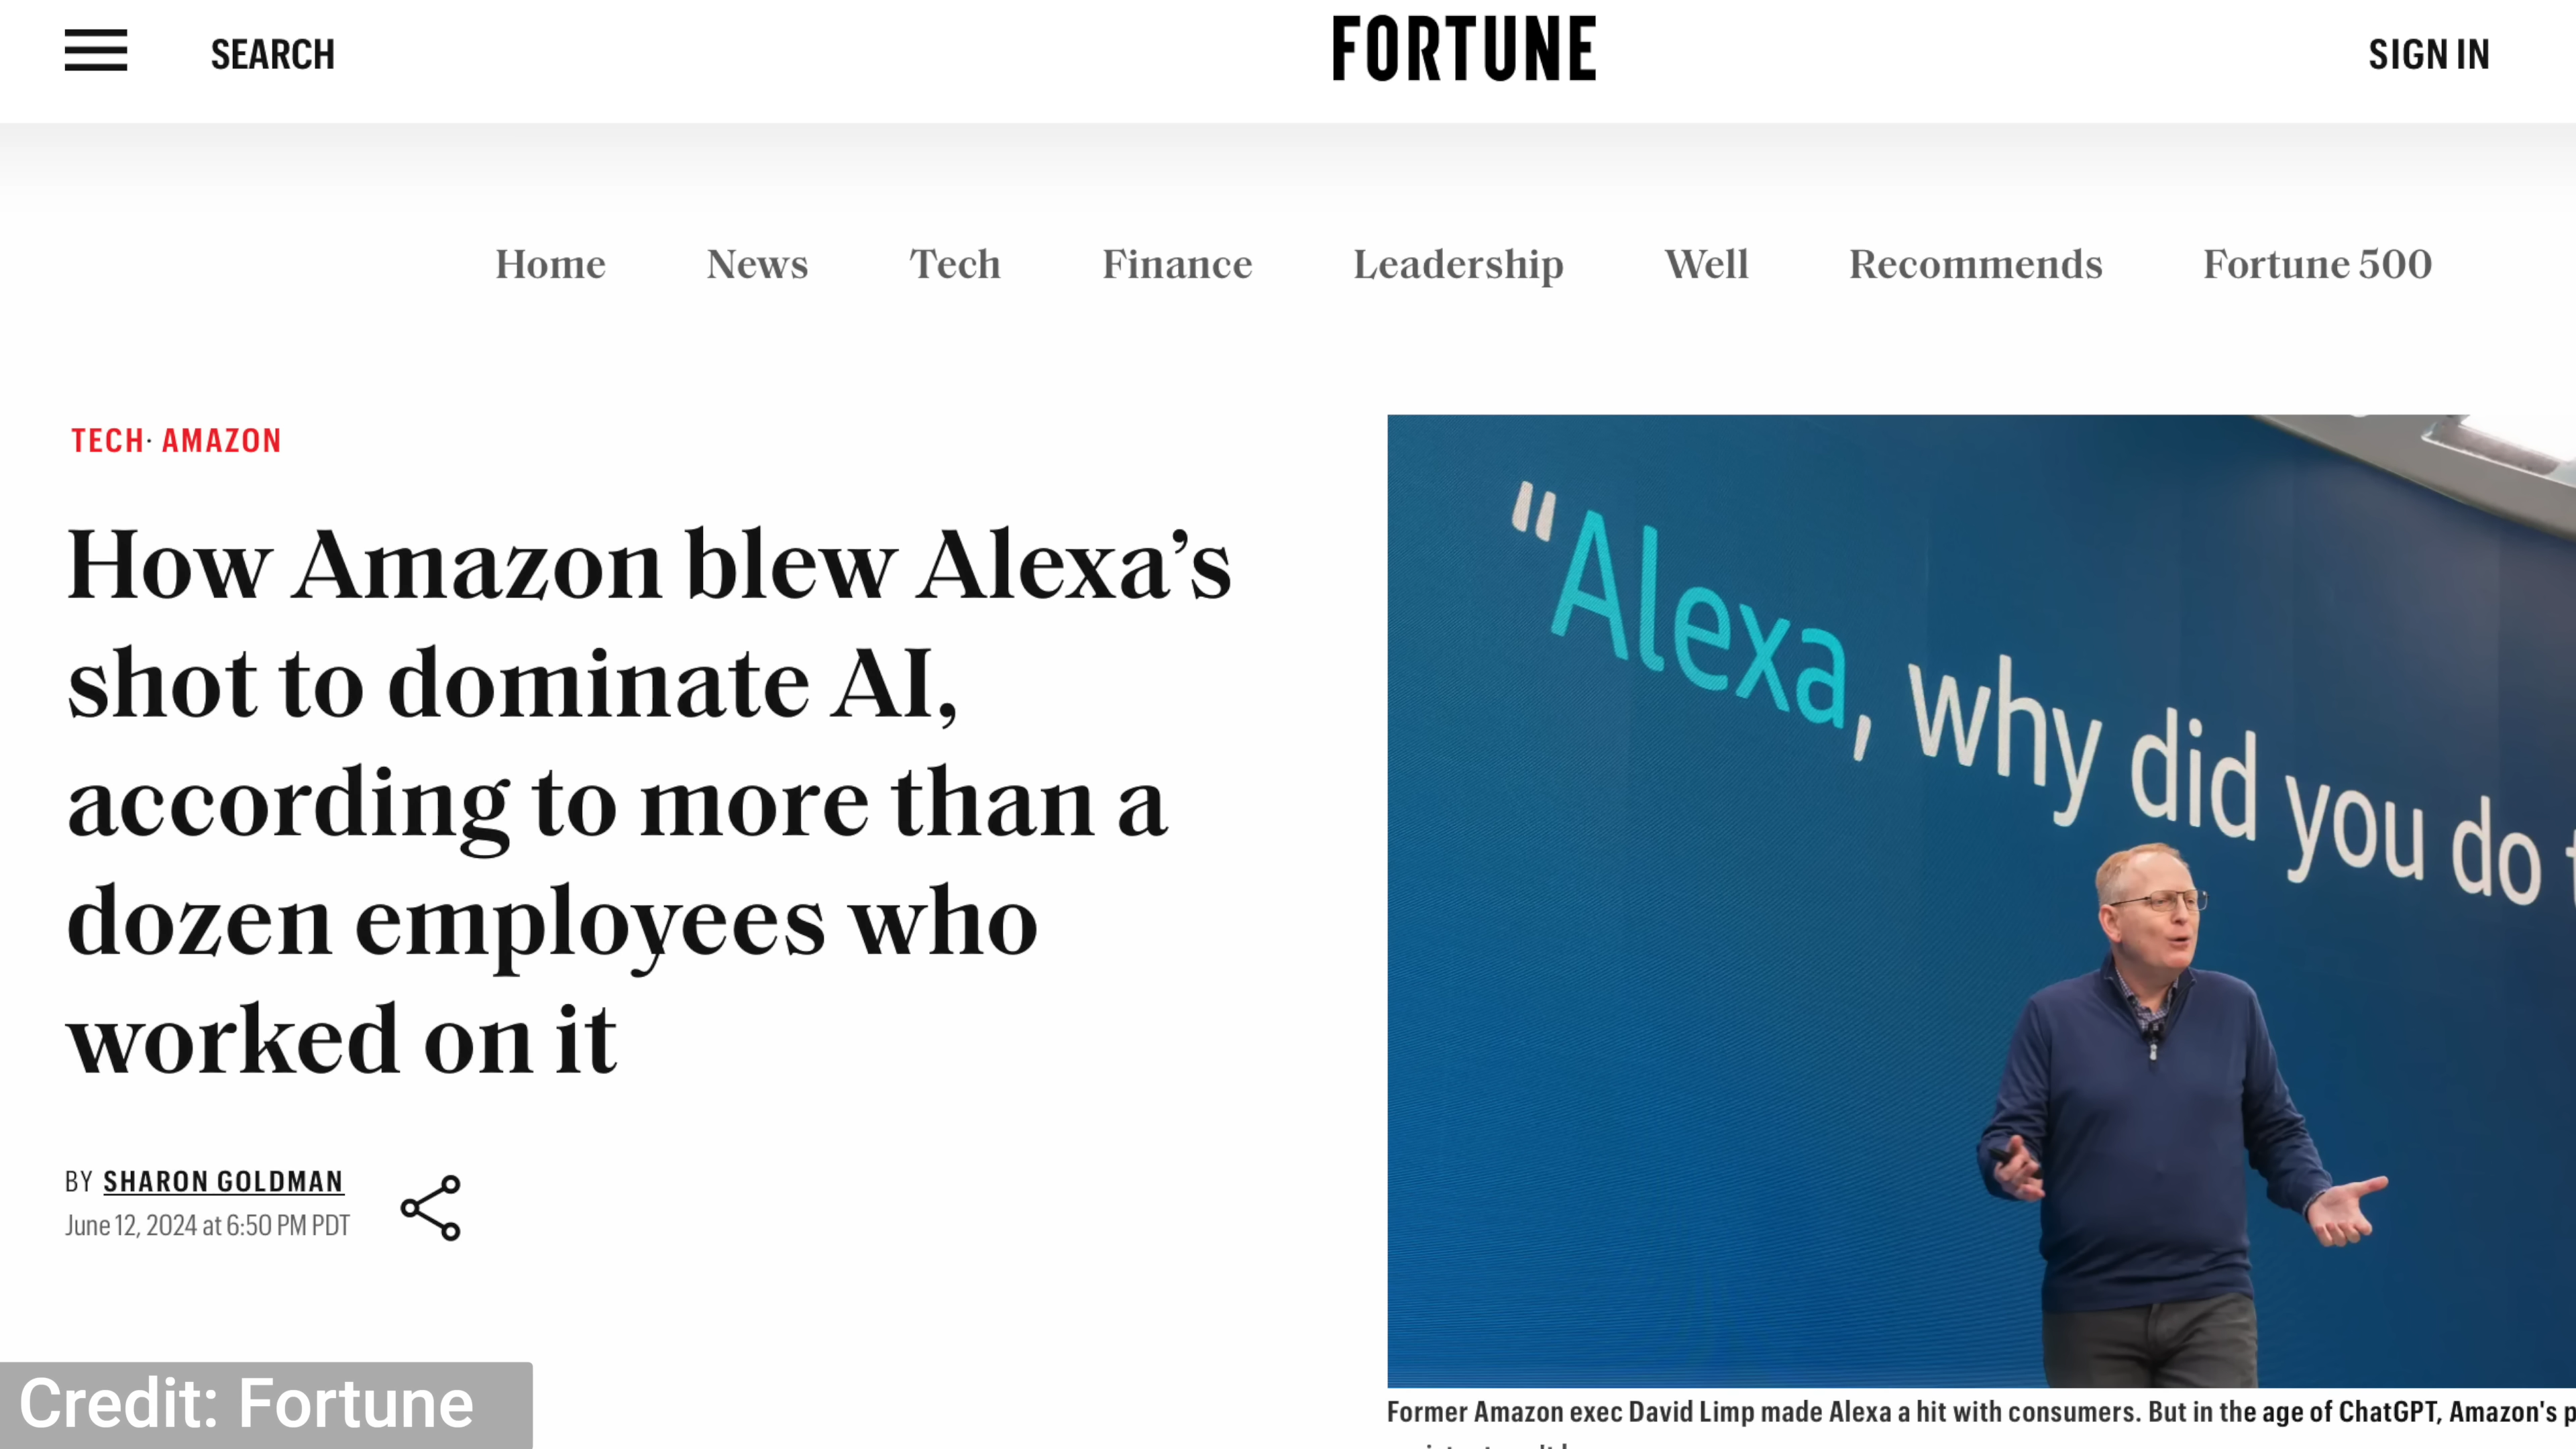 SEARCH
FORTUNE
SIGN IN
Home News Tech Finance Leadership Well Recommends Fortune 500
TECH· AMAZON
How Amazon blew Alexa’s
shot to dominate AI,
according to more than a
dozen employees who
worked on it
BY SHARON GOLDMAN
June 12, 2024 at 6:50 PM PDT
"Alexa, why did you do
Credit: Fortune
Former Amazon exec David Limp made Alexa a hit with consumers. But in the age of ChatGPT, Amazon's